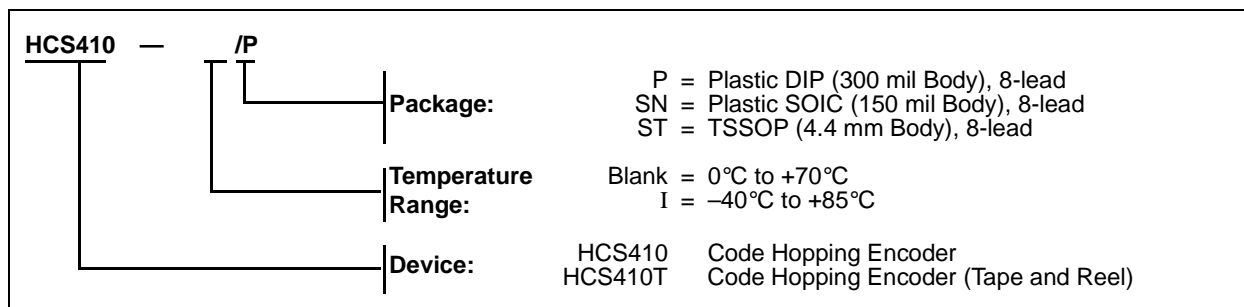 HCS410 — /P
Package: P = Plastic DIP (300 mil Body), 8-lead
SN = Plastic SOIC (150 mil Body), 8-lead
ST = TSSOP (4.4 mm Body), 8-lead
Temperature Blank = 0°C to +70°C
Range: I = –40°C to +85°C
Device: HCS410 Code Hopping Encoder
HCS410T Code Hopping Encoder (Tape and Reel)